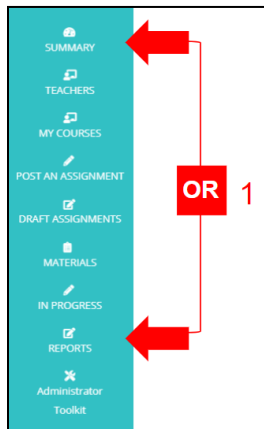 SUMMARY
TEACHERS
MY COURSES
POST AN ASSIGNMENT
DRAFT ASSIGNMENTS
MATERIALS
IN PROGRESS
REPORTS
Administrator
Toolkit
OR 1